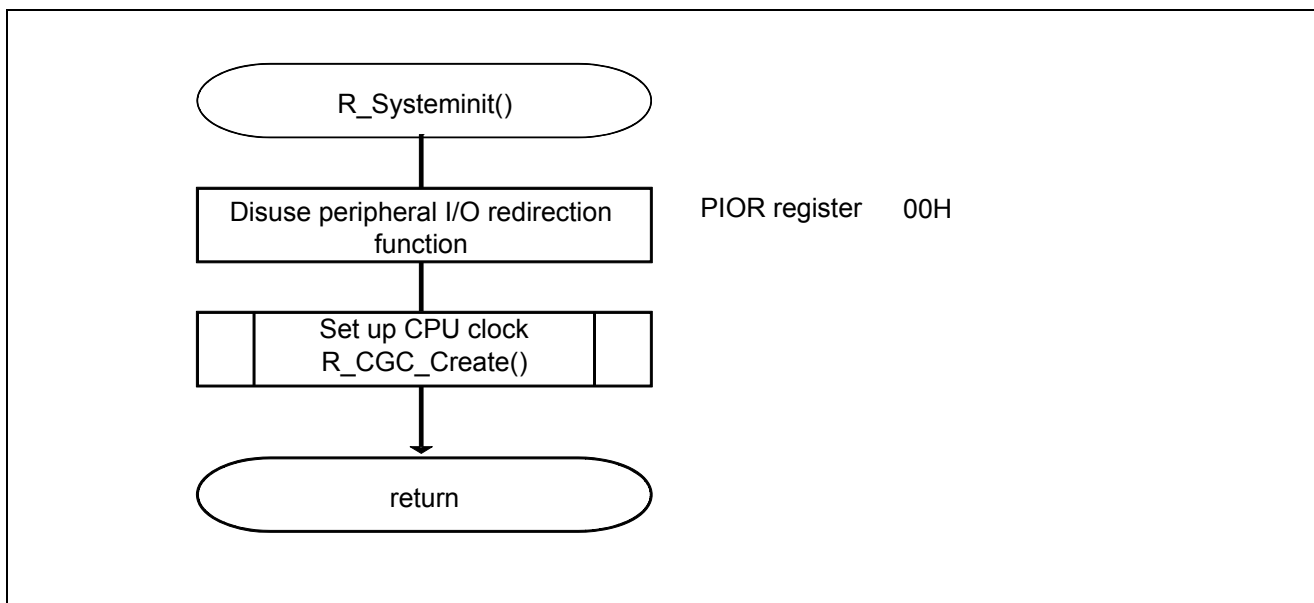 R_Systeminit()
Disuse peripheral I/O redirection
function
PIOR register 00H
Set up CPU clock
R_CGC_Create()
return